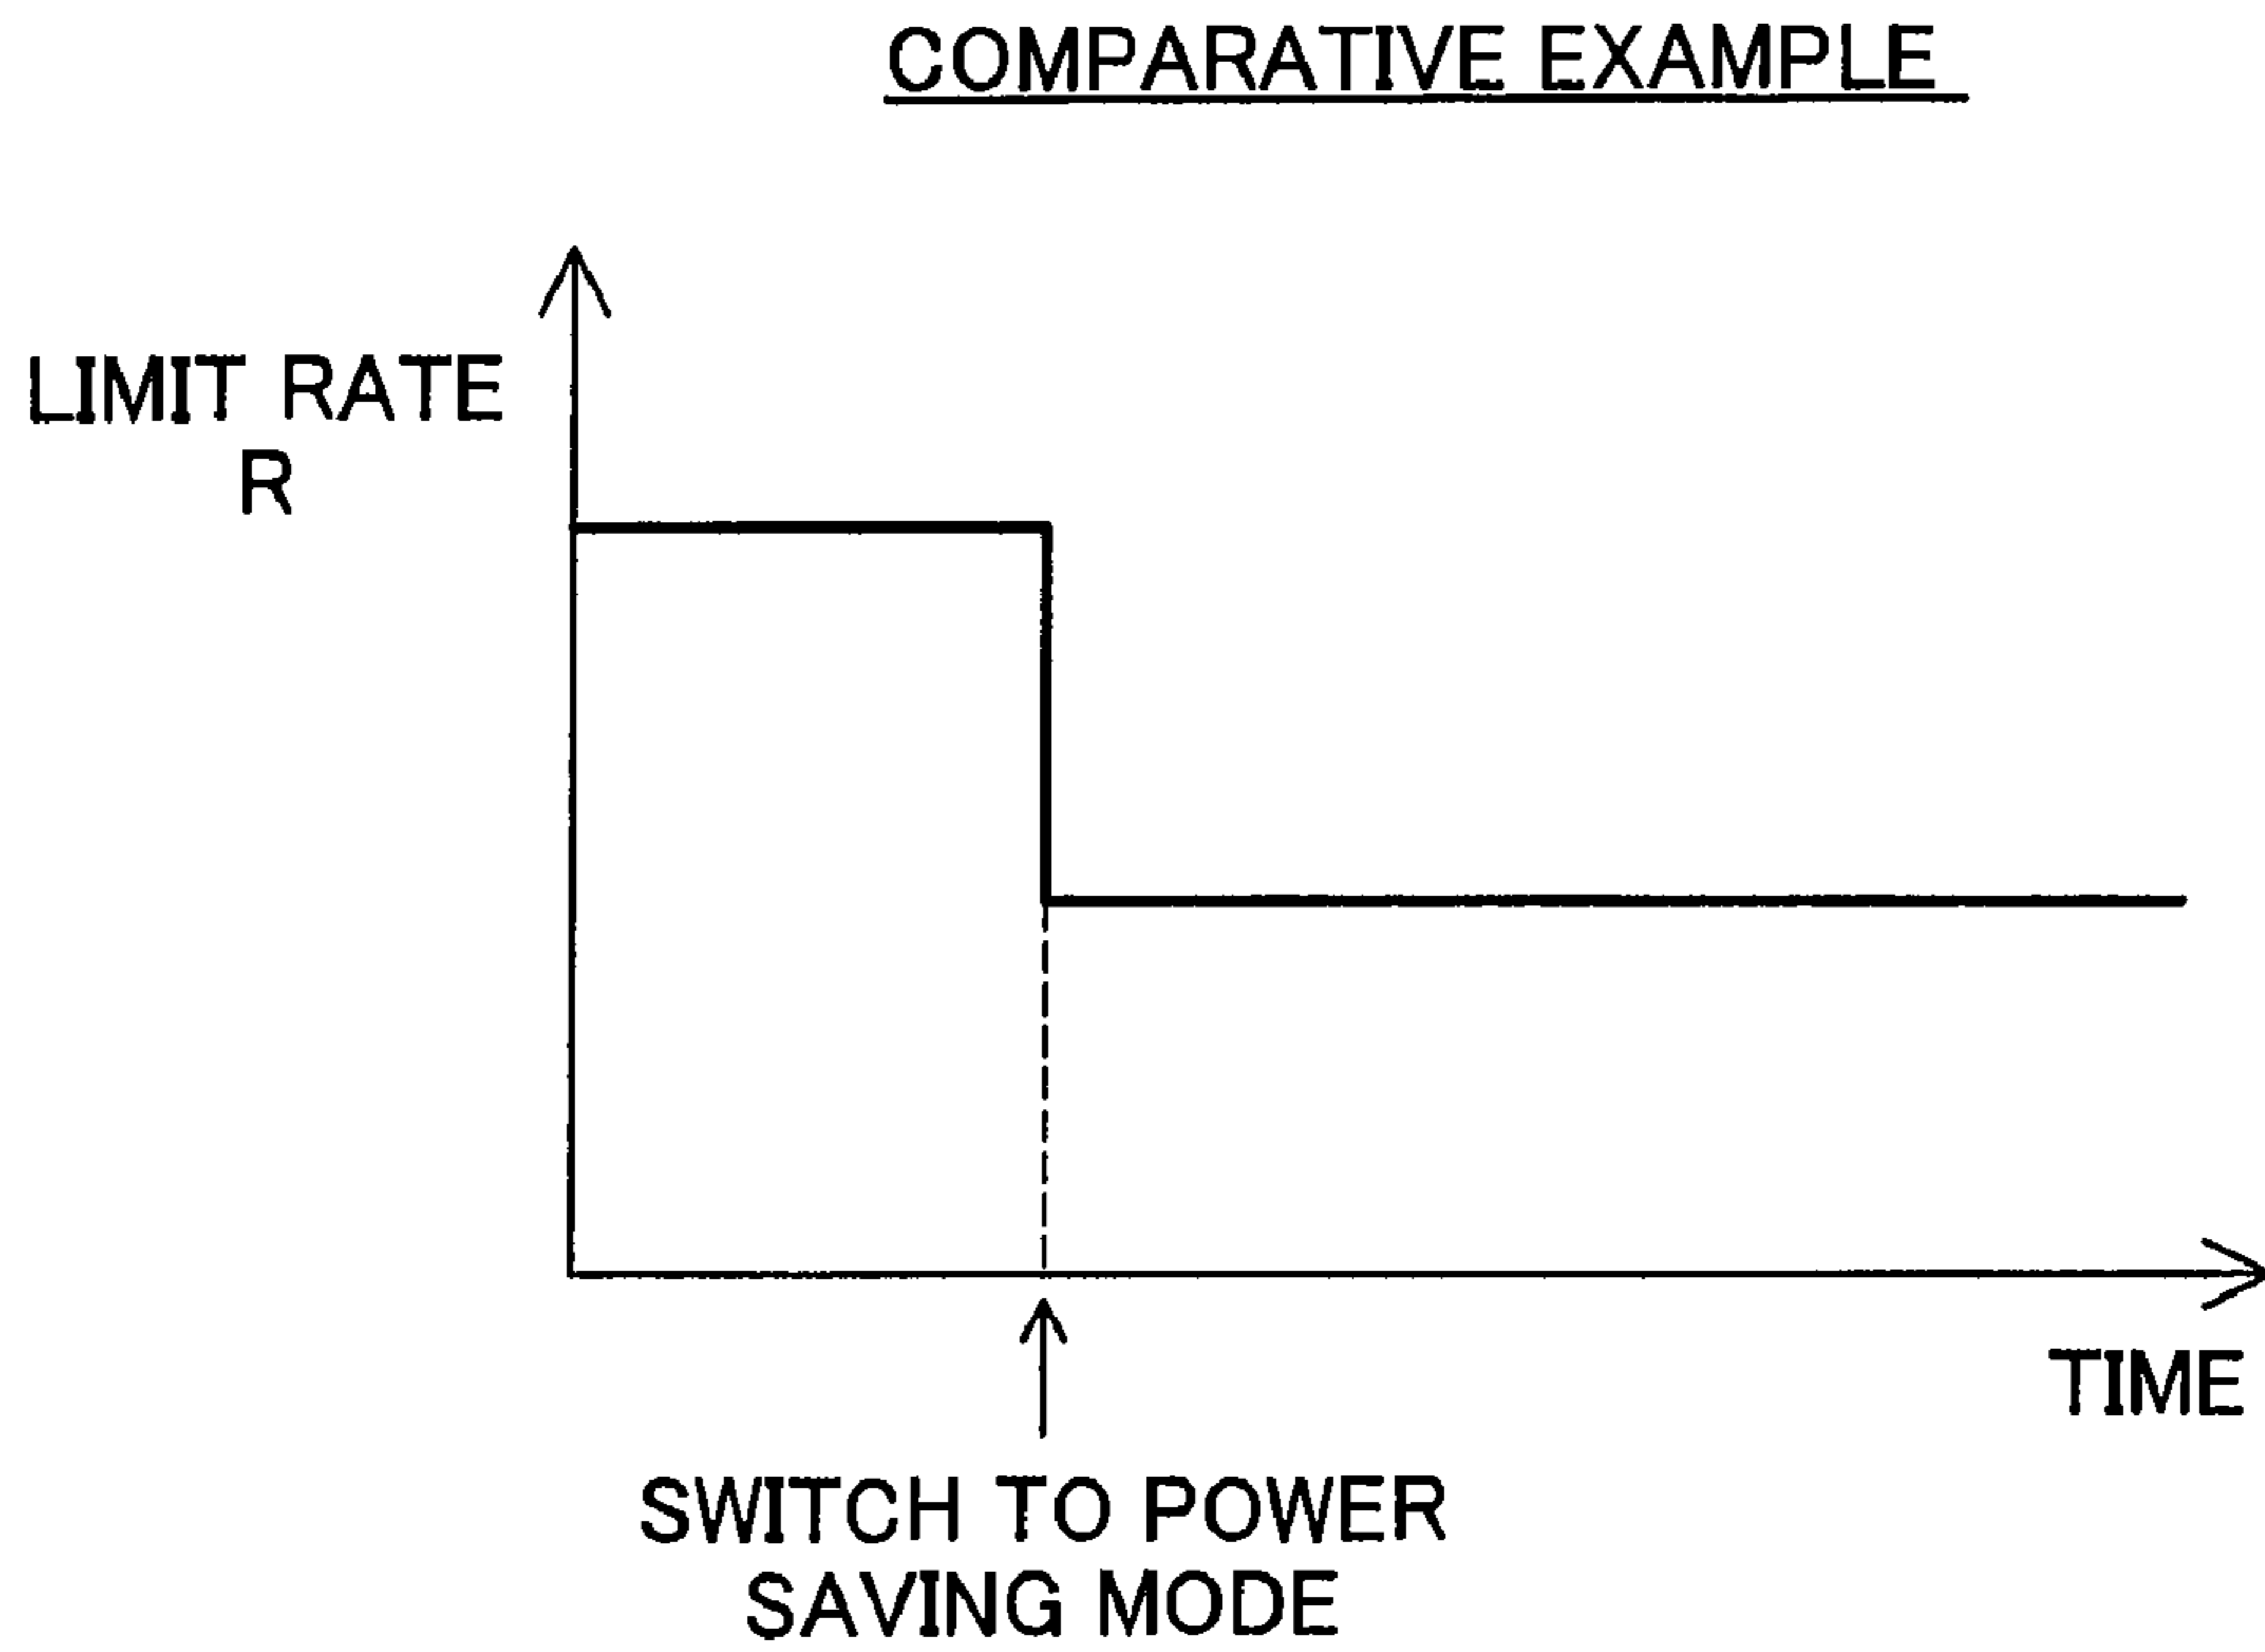 COMPARATIVE EXAMPLE
LIMIT RATE
R
TIME
SWITCH TO POWER
SAVING MODE